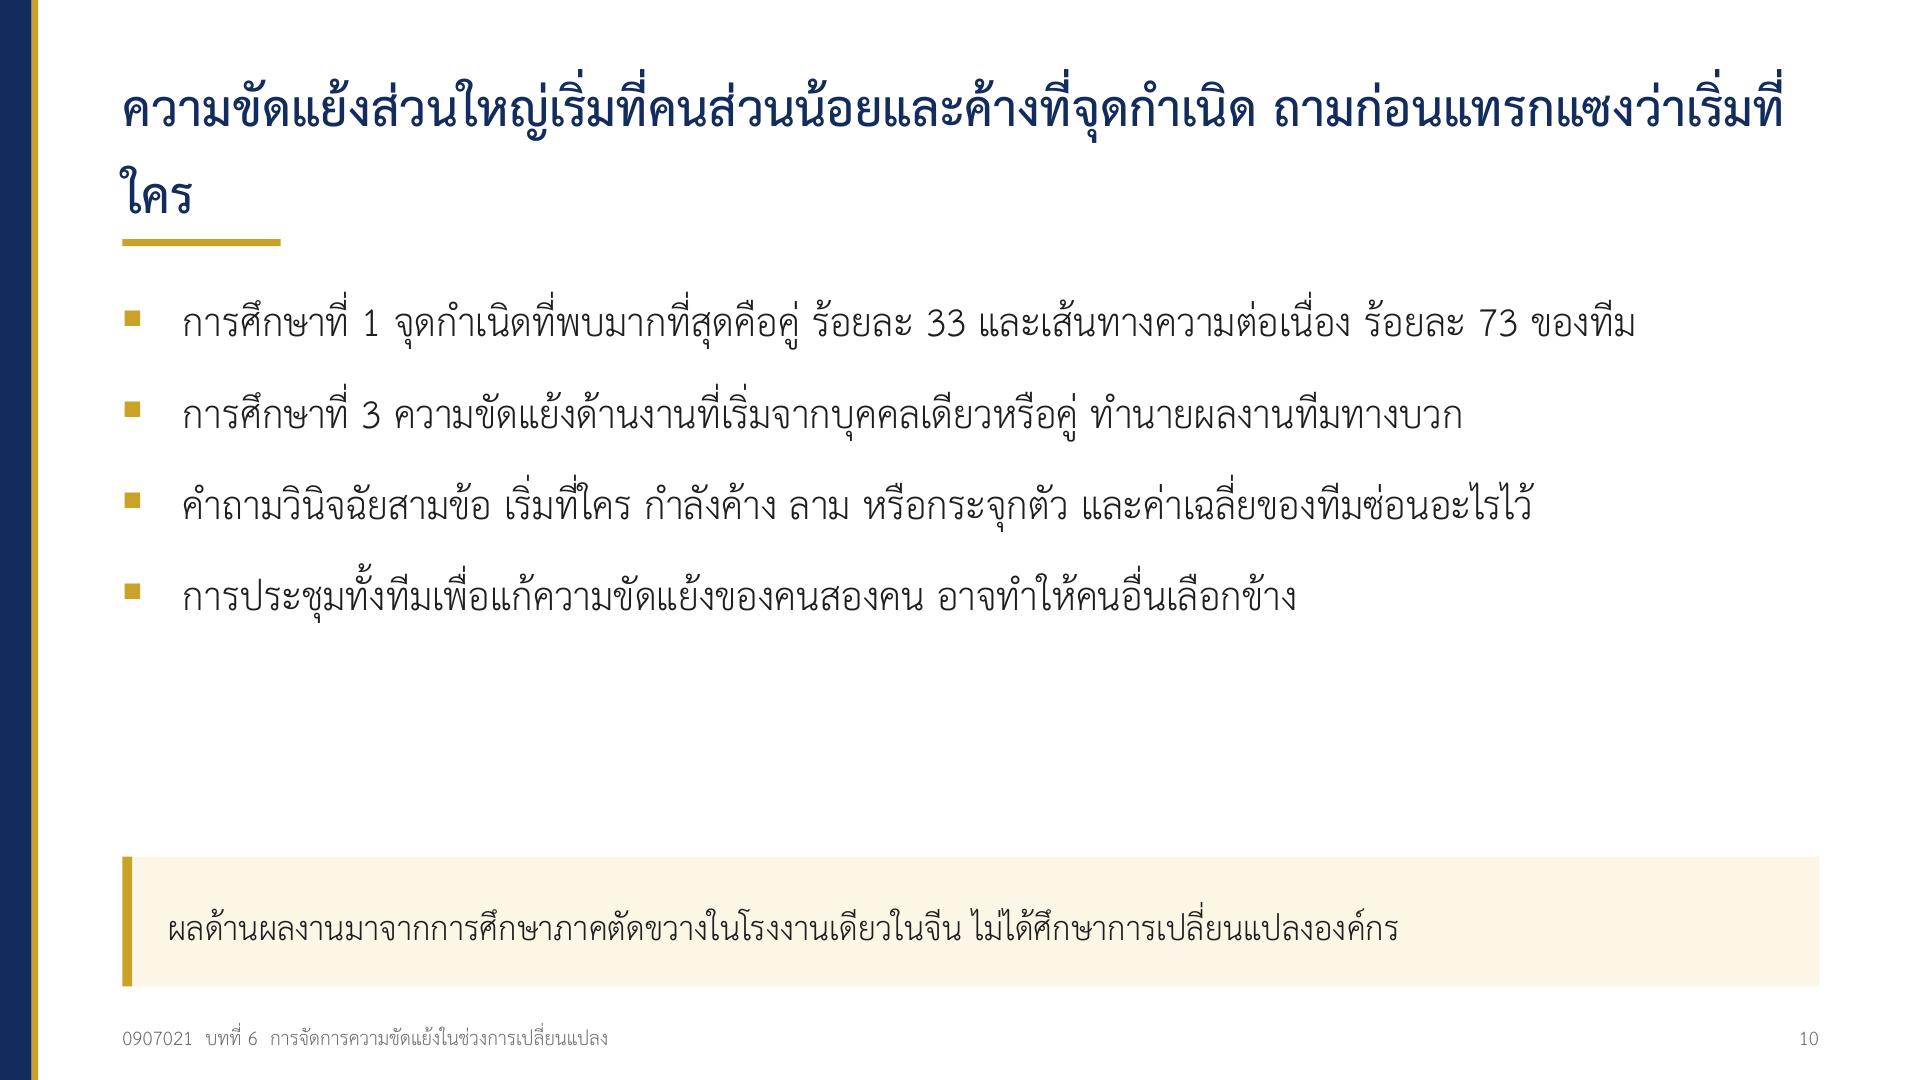 ความขัดแย้งส่วนใหญ่เริ่มที่คนส่วนน้อยและค้างที่จุดกำเนิด ถามก่อนแทรกแซงว่าเริ่มที่
ใคร
▪ การศึกษาที่ 1 จุดกำเนิดที่พบมากที่สุดคือคู่ ร้อยละ 33 และเส้นทางความต่อเนื่อง ร้อยละ 73 ของทีม
▪ การศึกษาที่ 3 ความขัดแย้งด้านงานที่เริ่มจากบุคคลเดียวหรือคู่ ทำนายผลงานทีมทางบวก
▪ คำถามวินิจฉัยสามข้อ เริ่มที่ใคร กำลังค้าง ลาม หรือกระจุกตัว และค่าเฉลี่ยของทีมซ่อนอะไรไว้
▪ การประชุมทั้งทีมเพื่อแก้ความขัดแย้งของคนสองคน อาจทำให้คนอื่นเลือกข้าง
ผลด้านผลงานมาจากการศึกษาภาคตัดขวางในโรงงานเดียวในจีน ไม่ได้ศึกษาการเปลี่ยนแปลงองค์กร
0907021 บทที่ 6 การจัดการความขัดแย้งในช่วงการเปลี่ยนแปลง
10